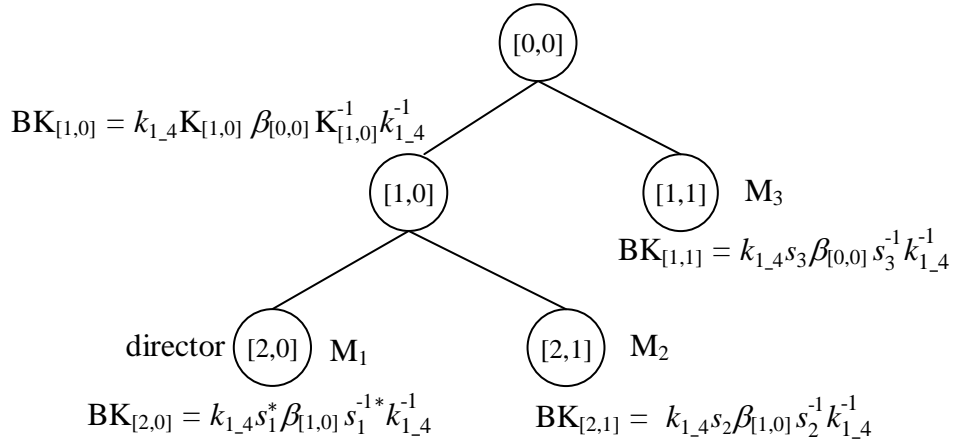 [0,0]
BK[1,0] = k1_4K[1,0] β[0,0] K-1[1,0]k-11_4
[1,0]
[1,1] M3
BK[1,1] = k1_4s3β[0,0] s-13k-11_4
director [2,0] M1
[2,1] M2
BK[2,0] = k1_4s*1β[1,0] s-1*1k-11_4
BK[2,1] = k1_4s2β[1,0] s-12k-11_4